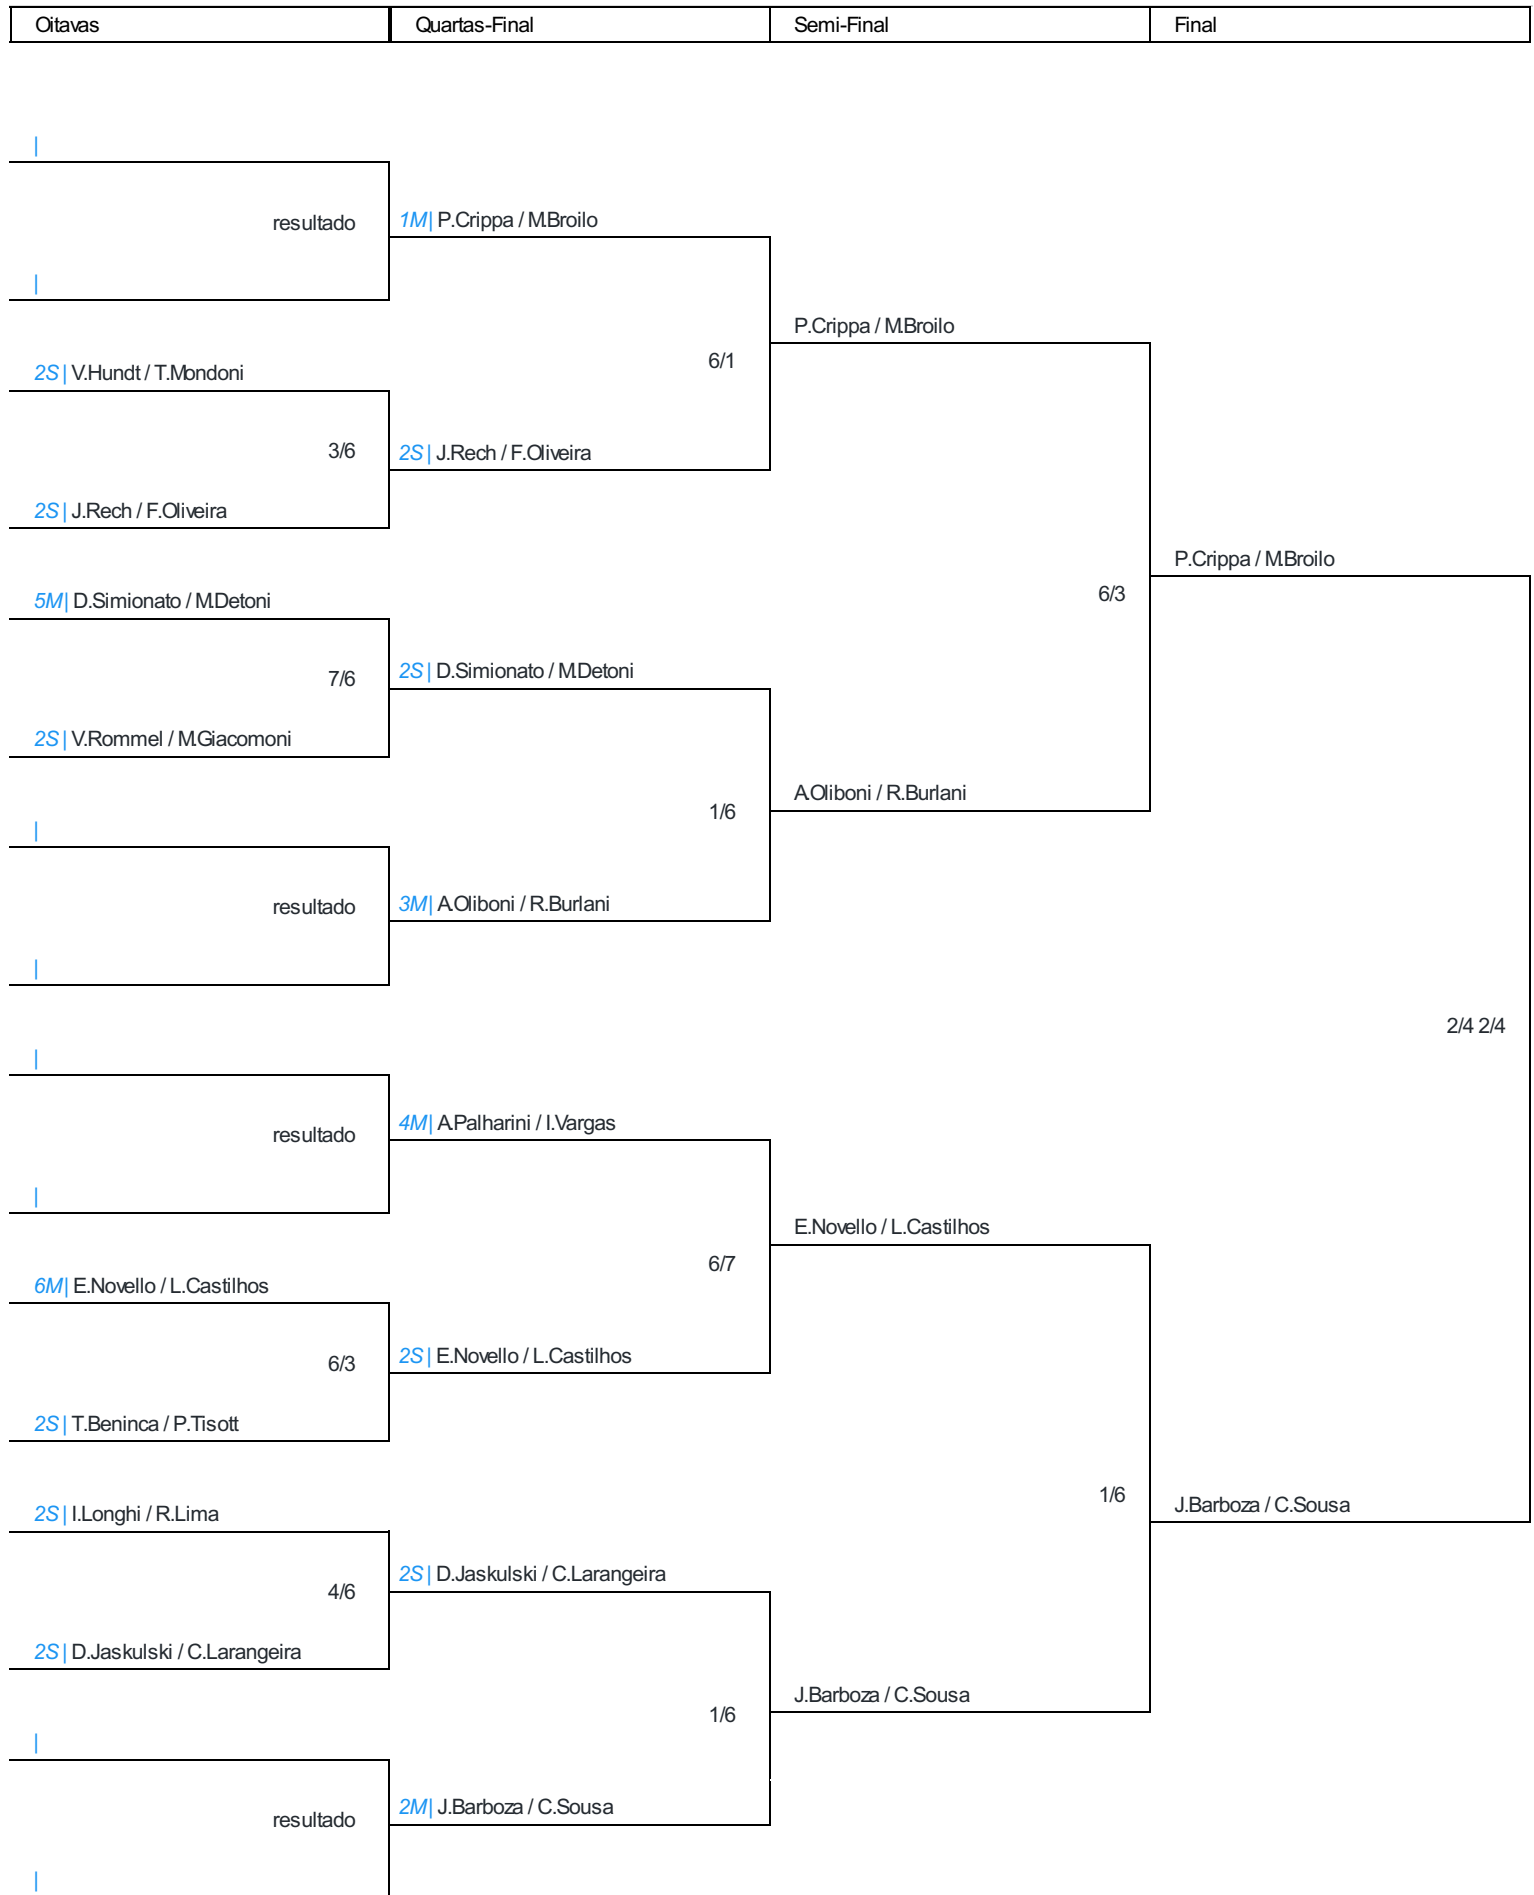 Oitavas Quartas-Final Semi-Final Final
|
resultado 1M| P.Crippa / M.Broilo
|
P.Crippa / M.Broilo
6/1
2S| V.Hundt / T.Mondoni
3/6 2S| J.Rech / F.Oliveira
2S| J.Rech / F.Oliveira
P.Crippa / M.Broilo
6/3
5M| D.Simionato / M.Detoni
7/6 2S| D.Simionato / M.Detoni
2S| V.Rommel / M.Giacomoni
A.Oliboni / R.Burlani
1/6
|
resultado 3M| A.Oliboni / R.Burlani
|
2/4 2/4
|
resultado 4M| A.Palharini / I.Vargas
|
E.Novello / L.Castilhos
6/7
6M| E.Novello / L.Castilhos
6/3 2S| E.Novello / L.Castilhos
2S| T.Beninca / P.Tisott
1/6 J.Barboza / C.Sousa
2S| I.Longhi / R.Lima
4/6 2S| D.Jaskulski / C.Larangeira
2S| D.Jaskulski / C.Larangeira
J.Barboza / C.Sousa
1/6
|
resultado 2M| J.Barboza / C.Sousa
|